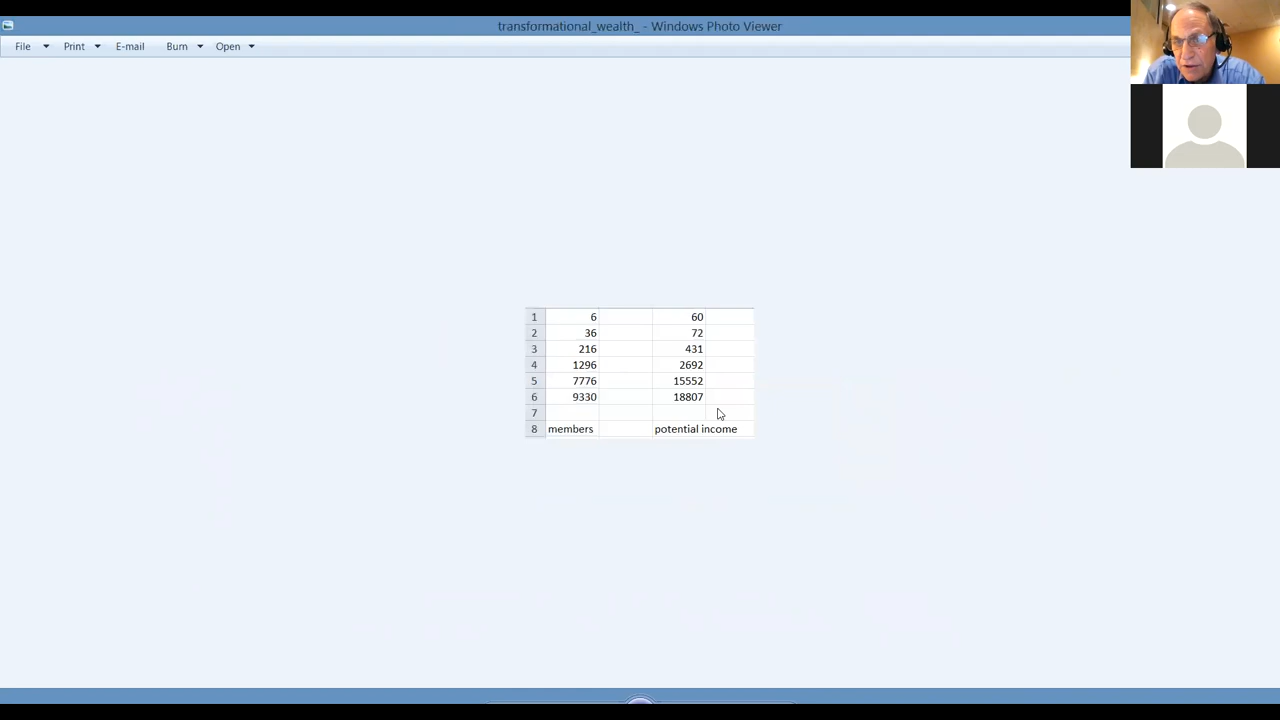 transformational_wealth_ - Windows Photo Viewer
File Print E-mail Burn Open
1 6 60
2 36 72
3 216 431
4 1296 2692
5 7776 15552
6 9330 18807
7
8 members potential income